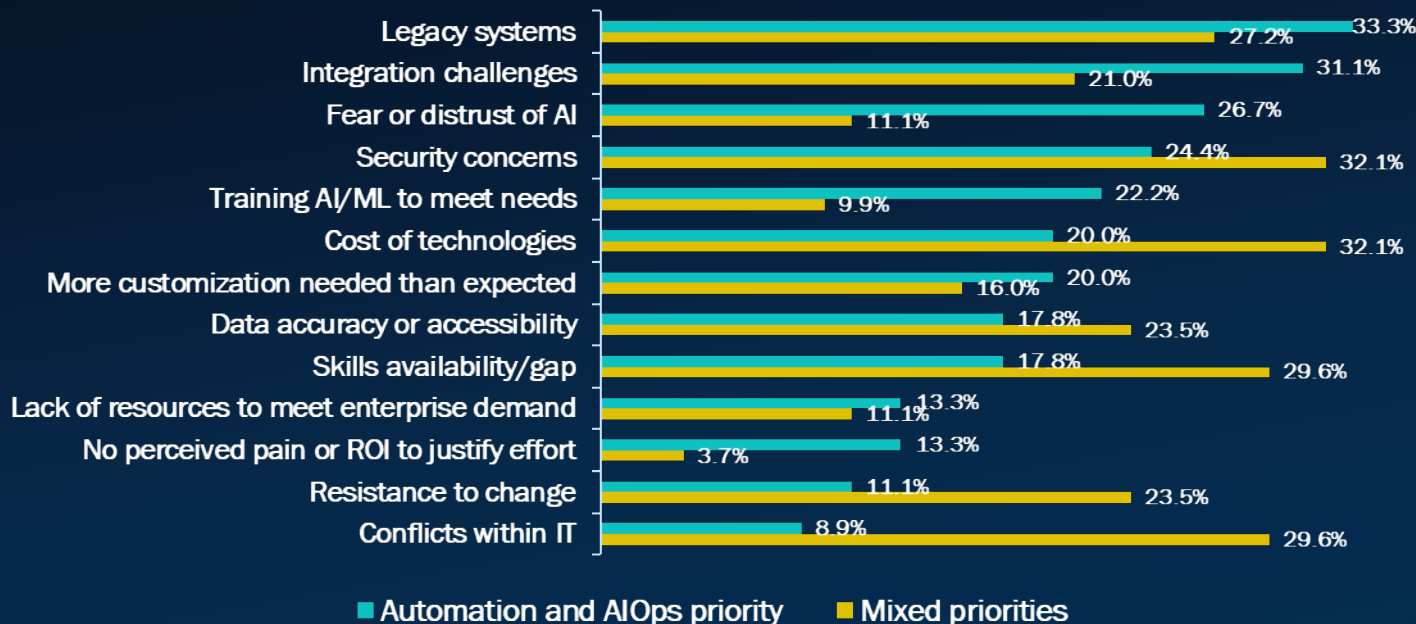 Legacy systems 33.3%
27.2%
Integration challenges 31.1%
21.0%
Fear or distrust of AI 26.7%
11.1%
Security concerns 24.4%
32.1%
Training AI/ML to meet needs 22.2%
9.9%
Cost of technologies 20.0%
32.1%
More customization needed than expected 20.0%
16.0%
Data accuracy or accessibility 17.8%
23.5%
Skills availability/gap 17.8%
29.6%
Lack of resources to meet enterprise demand 13.3%
11.1%
No perceived pain or ROI to justify effort 13.3%
3.7%
Resistance to change 11.1%
23.5%
Conflicts within IT 8.9%
29.6%
Automation and AIOps priority Mixed priorities